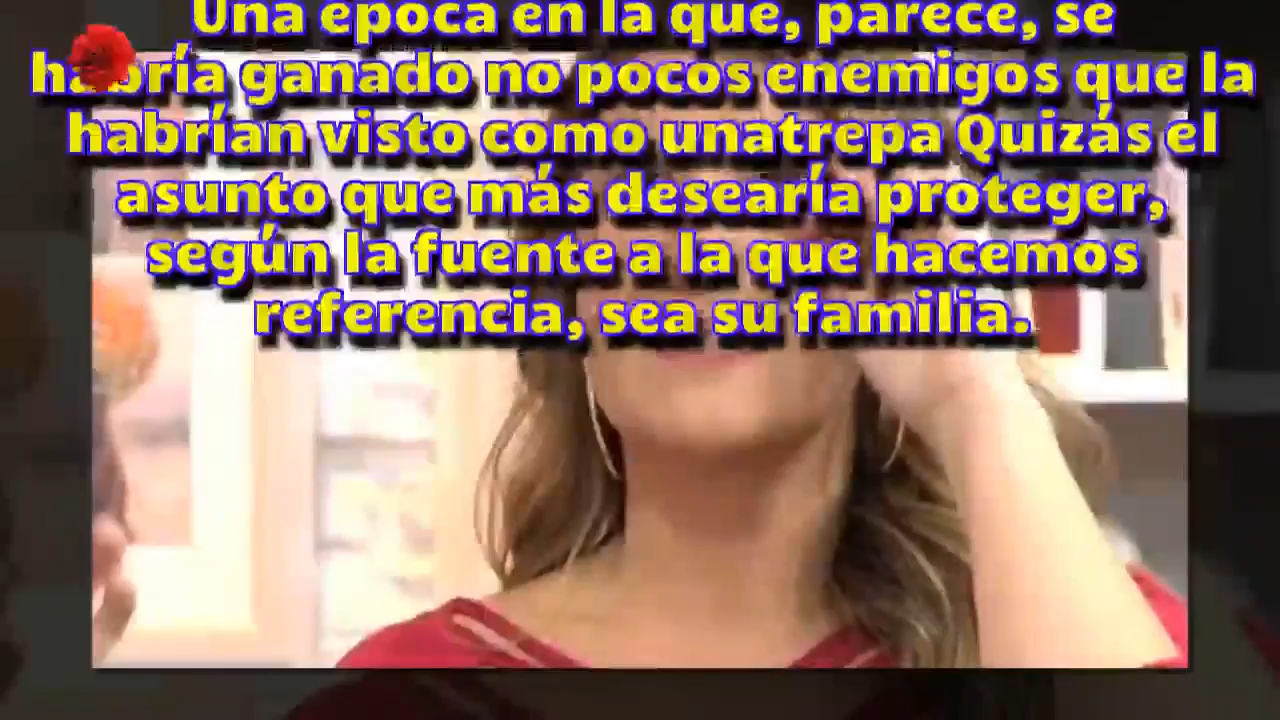 Una época en la que, parece, se
habría ganado no pocos enemigos que la
habrían visto como unatrepa Quizás el
asunto que más desearía proteger,
según la fuente a la que hacemos
referencia, sea su familia.